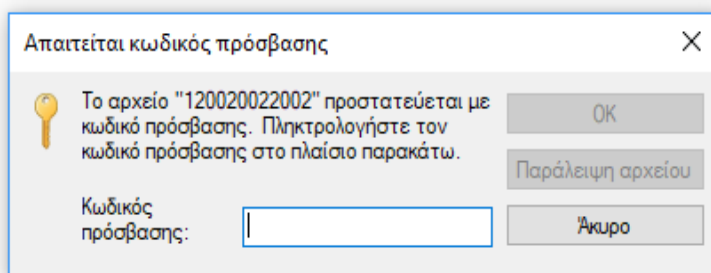 Απαιτείται κωδικός πρόσβασης
Το αρχείο "120020022002" προστατεύεται με
κωδικό πρόσβασης. Πληκτρολογήστε τον
κωδικό πρόσβασης στο πλαίσιο παρακάτω.
OK
Παράλειψη αρχείου
Κωδικός
πρόσβασης:
Άκυρο